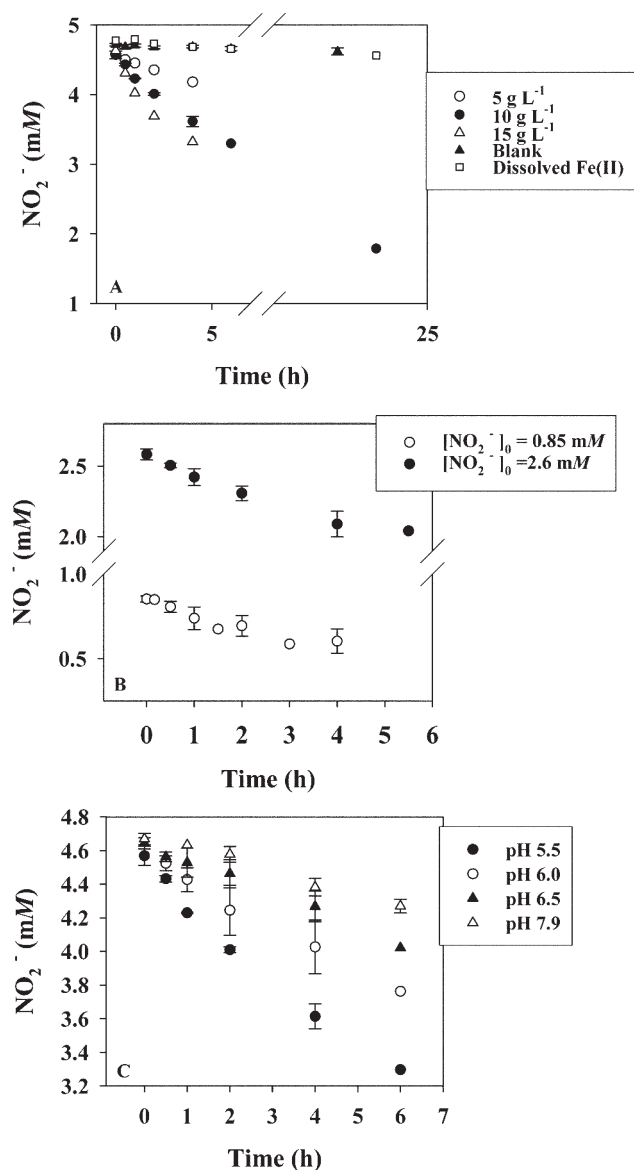 5
4
3
2
1
NO₂⁻ (mM)
A
0 5 25
Time (h)
5 g L⁻¹
10 g L⁻¹
15 g L⁻¹
Blank
Dissolved Fe(II)
2.5
2.0
1.0
0.5
NO₂⁻ (mM)
B
0 1 2 3 4 5 6
Time (h)
[NO₂⁻]₀ = 0.85 mM
[NO₂⁻]₀ =2.6 mM
4.8
4.6
4.4
4.2
4.0
3.8
3.6
3.4
3.2
NO₂⁻ (mM)
C
0 1 2 3 4 5 6 7
Time (h)
pH 5.5
pH 6.0
pH 6.5
pH 7.9